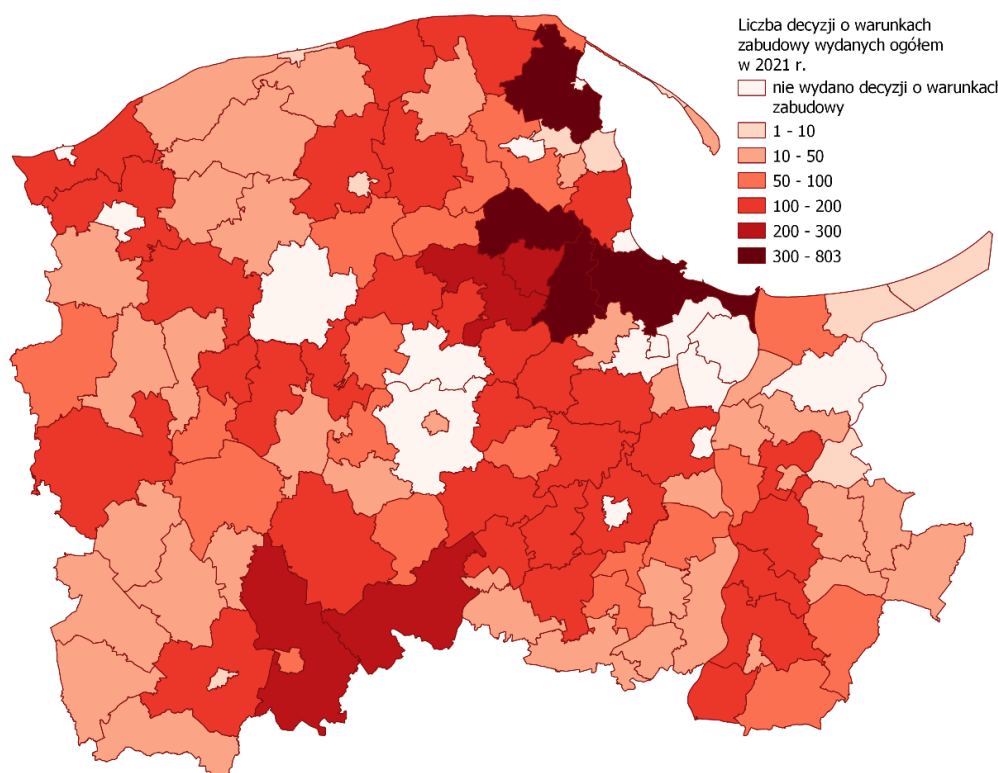 Liczba decyzji o warunkach
zabudowy wydanych ogółem
w 2021 r.
nie wydano decyzji o warunkach
zabudowy
1 - 10
10 - 50
50 - 100
100 - 200
200 - 300
300 - 803